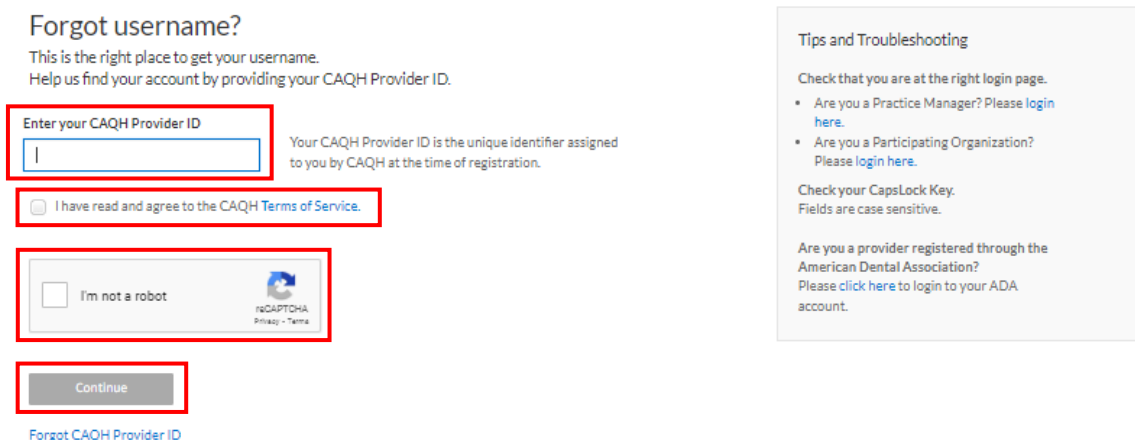 Forgot username?
This is the right place to get your username.
Help us find your account by providing your CAQH Provider ID.
Enter your CAQH Provider ID
Your CAQH Provider ID is the unique identifier assigned
to you by CAQH at the time of registration.
I have read and agree to the CAQH Terms of Service.
I'm not a robot
reCAPTCHA
Privacy - Terms
Continue
Forgot CAQH Provider ID
Tips and Troubleshooting
Check that you are at the right login page.
• Are you a Practice Manager? Please login
here.
• Are you a Participating Organization?
Please login here.
Check your CapsLock Key.
Fields are case sensitive.
Are you a provider registered through the
American Dental Association?
Please click here to login to your ADA
account.